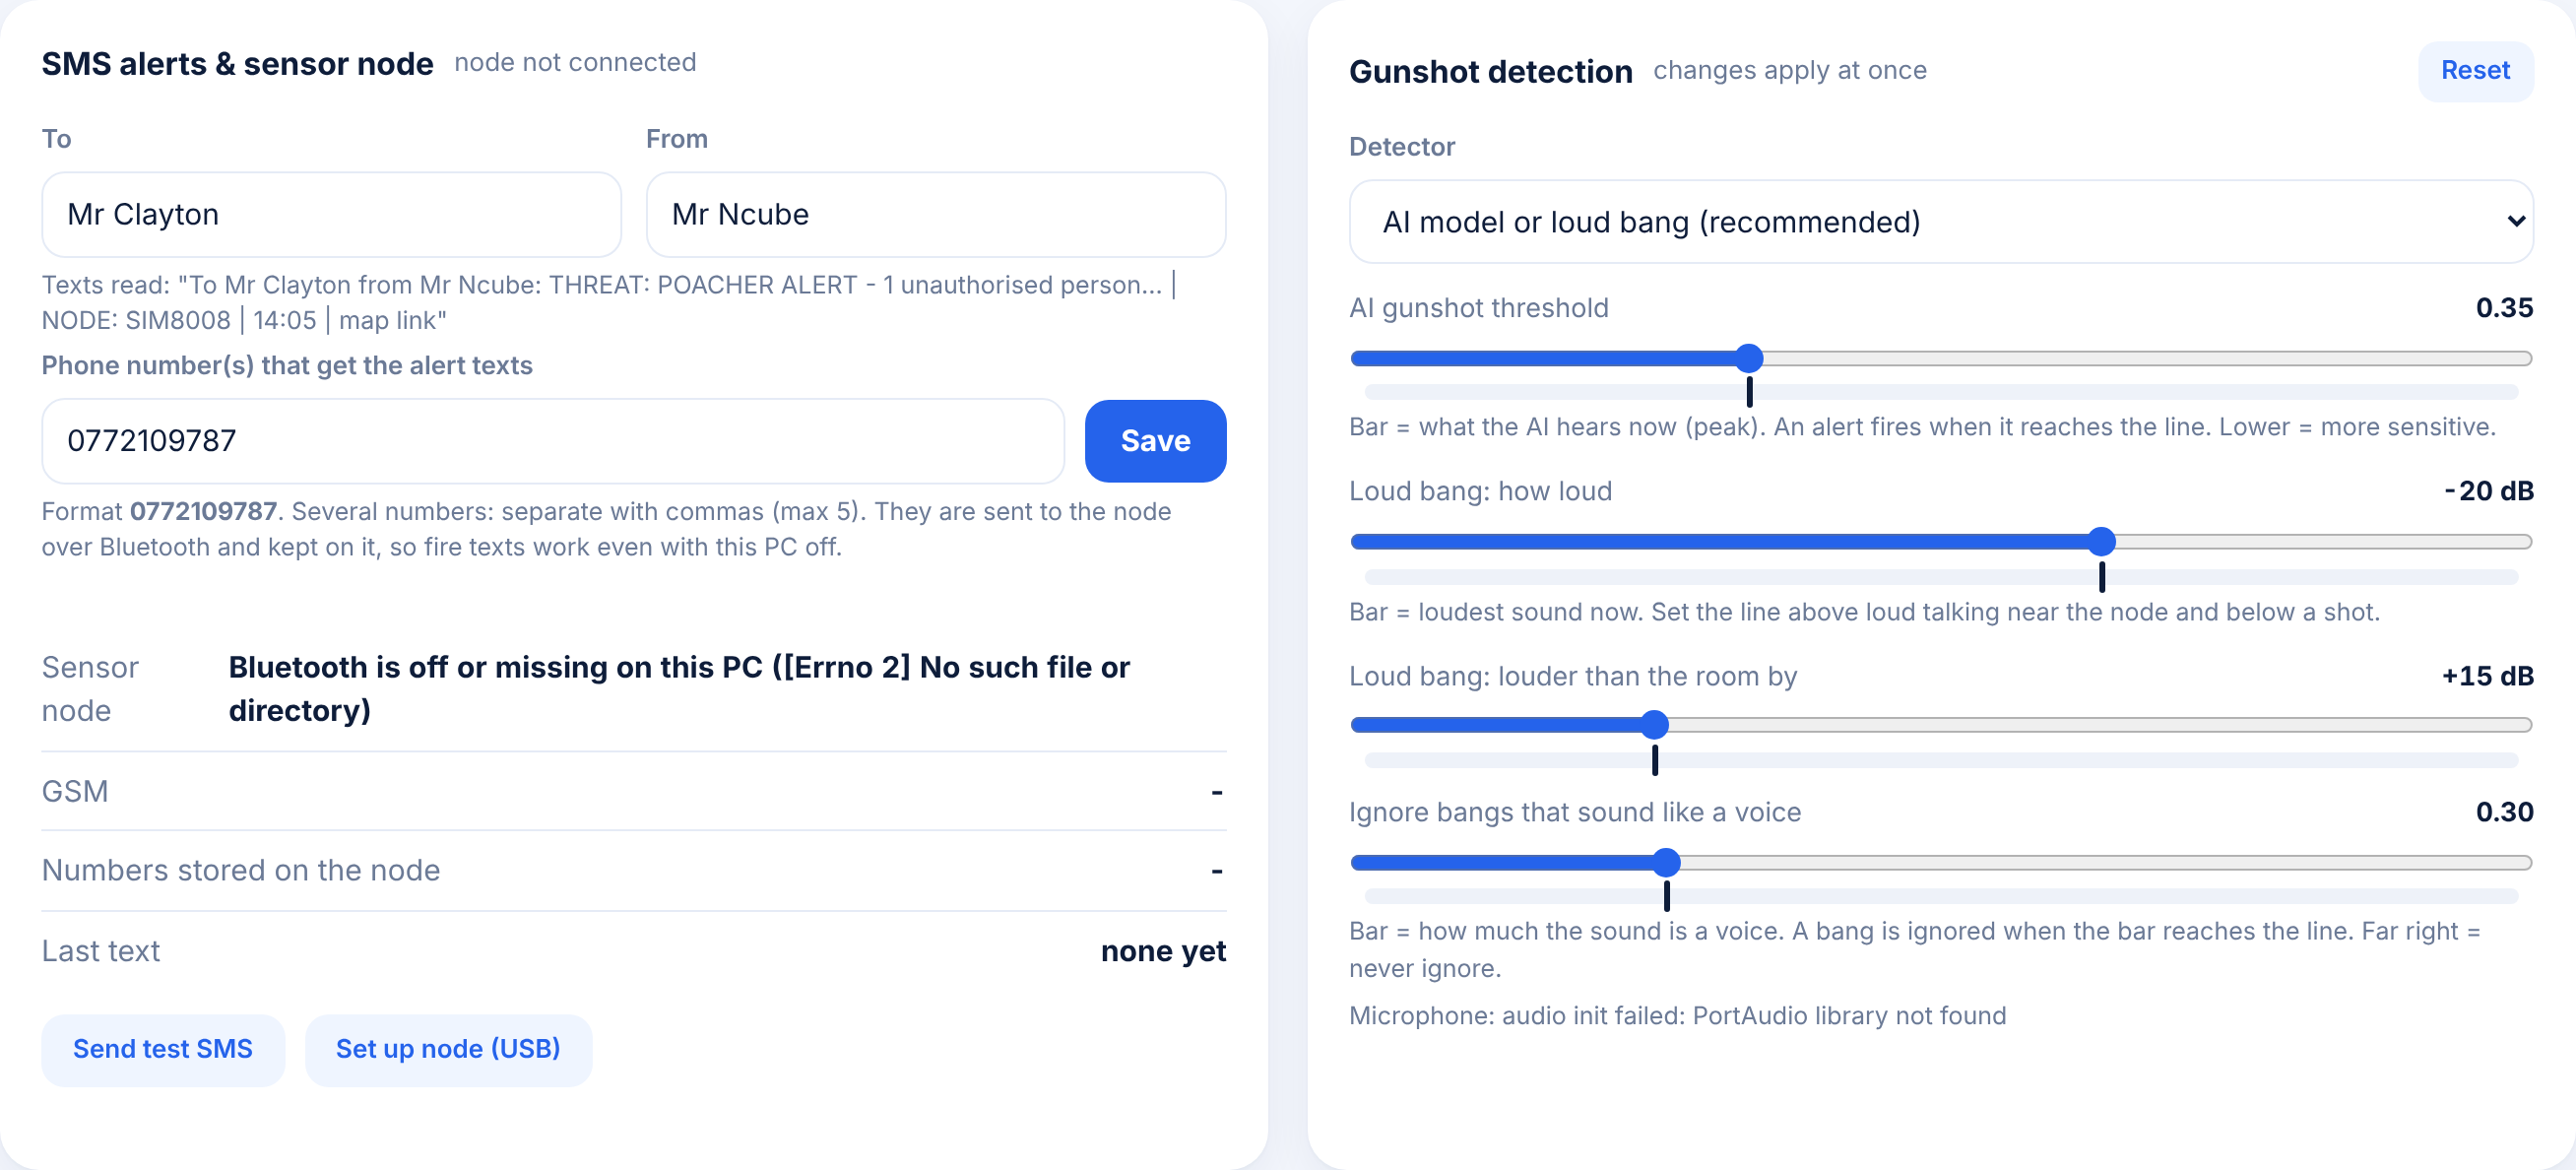 SMS alerts & sensor node node not connected
To From
Mr Clayton Mr Ncube
Texts read: "To Mr Clayton from Mr Ncube: THREAT: POACHER ALERT - 1 unauthorised person... |
NODE: SIM8008 | 14:05 | map link"
Phone number(s) that get the alert texts
0772109787 Save
Format 0772109787. Several numbers: separate with commas (max 5). They are sent to the node
over Bluetooth and kept on it, so fire texts work even with this PC off.
Sensor node Bluetooth is off or missing on this PC ([Errno 2] No such file or
directory)
GSM -
Numbers stored on the node -
Last text none yet
Send test SMS Set up node (USB)
Gunshot detection changes apply at once Reset
Detector
AI model or loud bang (recommended)
AI gunshot threshold 0.35
Bar = what the AI hears now (peak). An alert fires when it reaches the line. Lower = more sensitive.
Loud bang: how loud -20 dB
Bar = loudest sound now. Set the line above loud talking near the node and below a shot.
Loud bang: louder than the room by +15 dB
Ignore bangs that sound like a voice 0.30
Bar = how much the sound is a voice. A bang is ignored when the bar reaches the line. Far right =
never ignore.
Microphone: audio init failed: PortAudio library not found